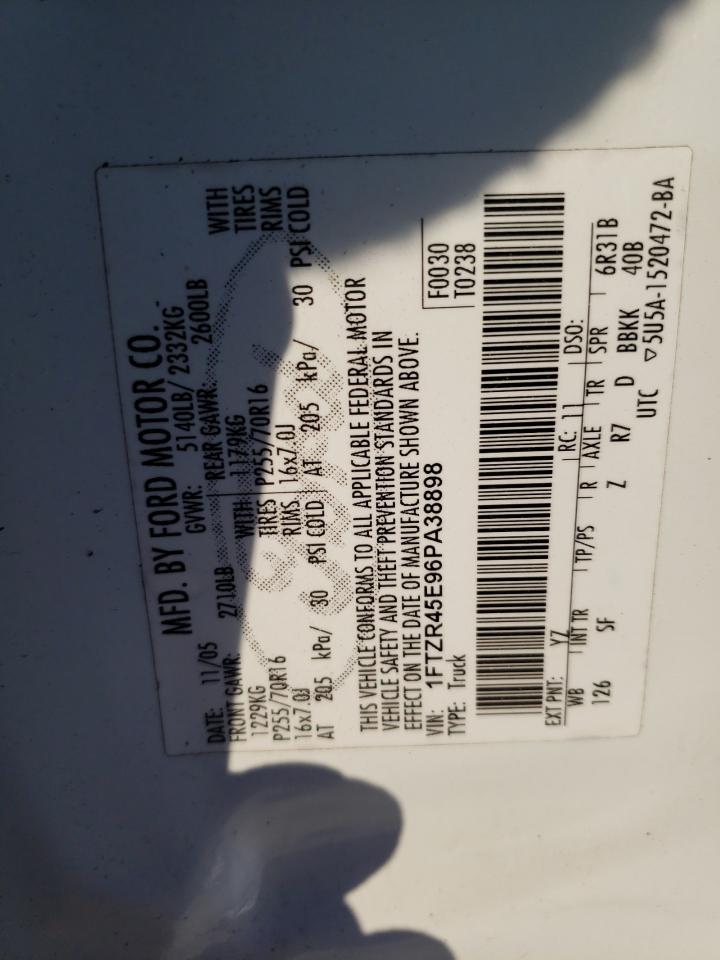 MFD. BY FORD MOTOR CO.
DATE: 11/05 GVWR: 5140LB/ 2332KG
FRONT GAWR: 2710LB REAR GAWR: 2600LB
1229KG WITH 1179KG WITH
P255/70R16 TIRES P255/70R16 TIRES
16x7.0J RIMS 16x7.0J RIMS
AT 205 kPa/ 30 PSI COLD AT 205 kPa/ 30 PSI COLD
THIS VEHICLE CONFORMS TO ALL APPLICABLE FEDERAL MOTOR
VEHICLE SAFETY AND THEFT PREVENTION STANDARDS IN
EFFECT ON THE DATE OF MANUFACTURE SHOWN ABOVE.
VIN: 1FTZR45E96PA38898 F0030
TYPE: Truck T0238
EXT PNT: YZ RC: 11 DSO:
WB INT TR TP/PS R AXLE TR SPR 6R31B
126 SF Z R7 D BBKK 40B
UTC ▽5U5A-1520472-BA